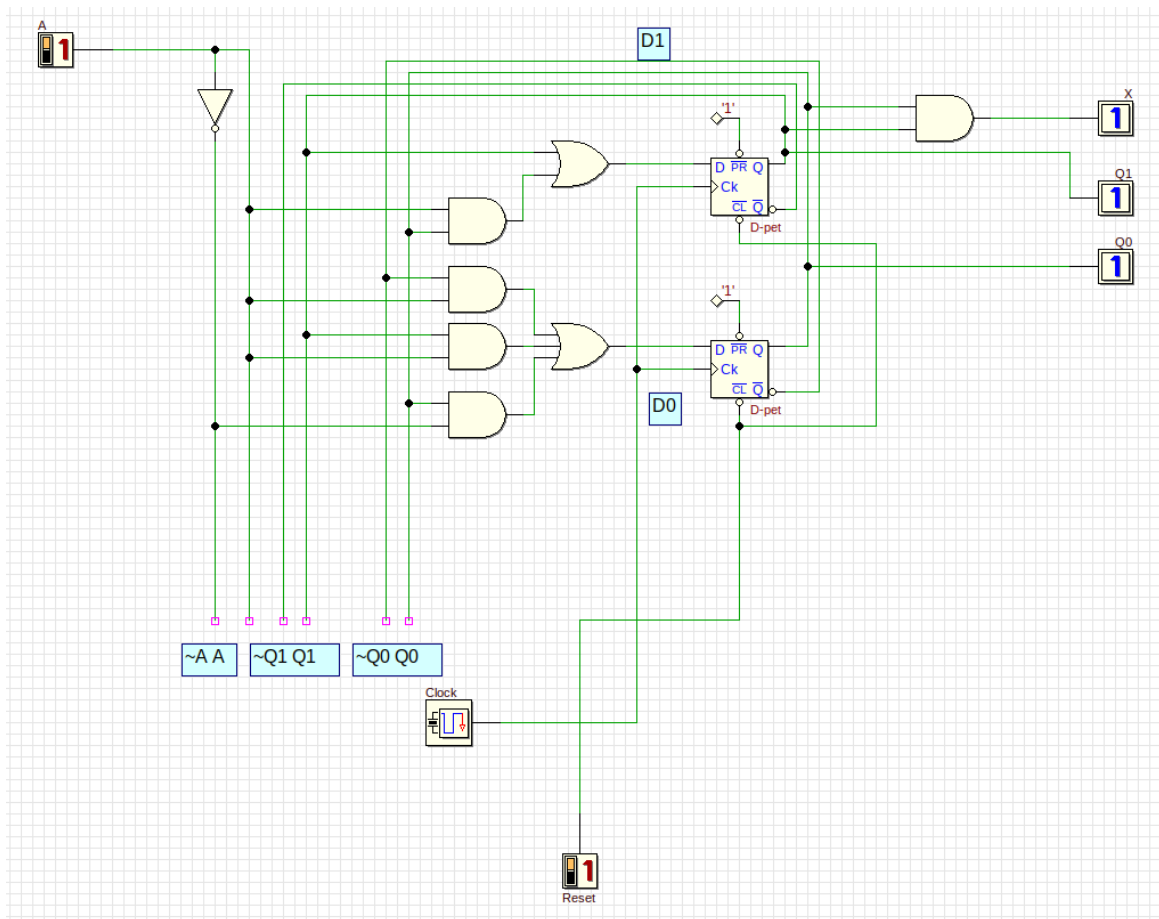 A
1
D1
X
1
'1'
D PR Q
Ck
CL Q
D-pet
Q1
1
Q0
1
'1'
D PR Q
Ck
CL Q
D-pet
D0
~A A
~Q1 Q1
~Q0 Q0
Clock
1
Reset